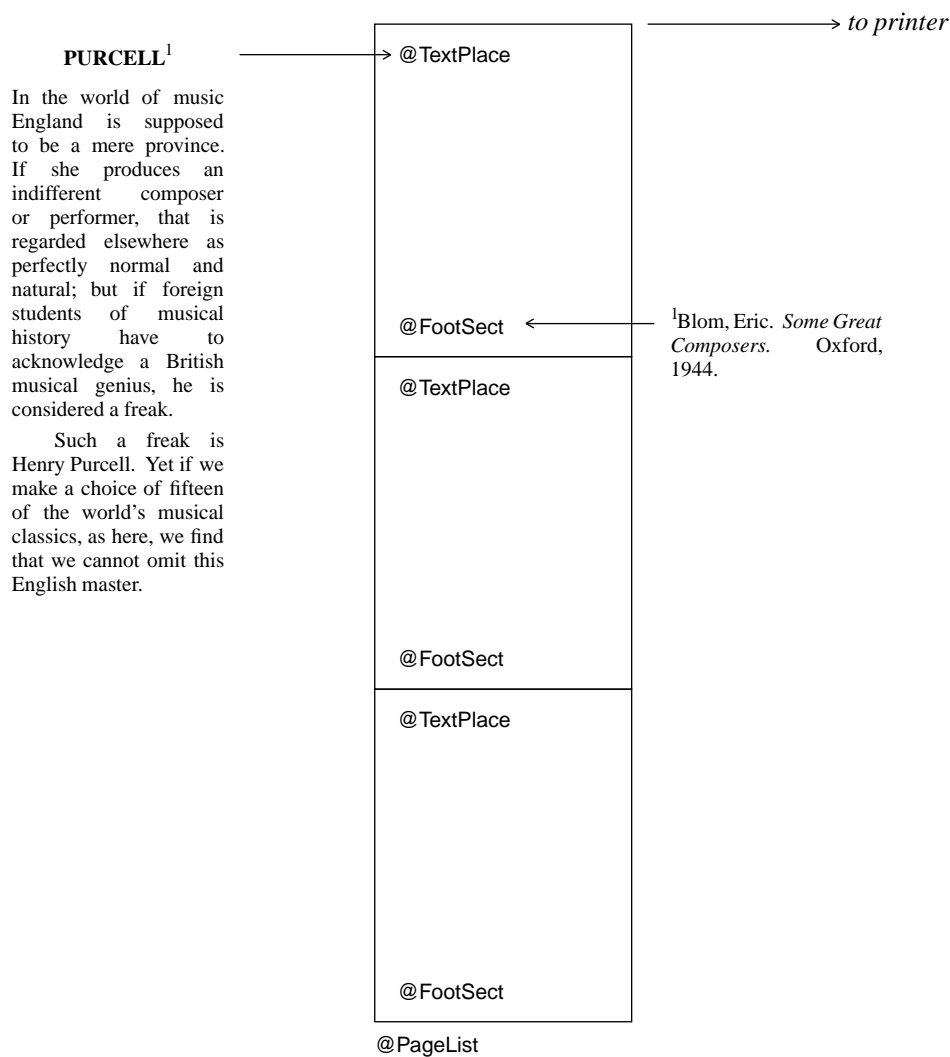 to printer
PURCELL1
In the world of music
England is supposed
to be a mere province.
If she produces an
indifferent composer
or performer, that is
regarded elsewhere as
perfectly normal and
natural; but if foreign
students of musical
history have to
acknowledge a British
musical genius, he is
considered a freak.
Such a freak is
Henry Purcell. Yet if we
make a choice of fifteen
of the world's musical
classics, as here, we find
that we cannot omit this
English master.
@TextPlace
@FootSect
1Blom, Eric. Some Great
Composers. Oxford,
1944.
@TextPlace
@FootSect
@TextPlace
@FootSect
@PageList